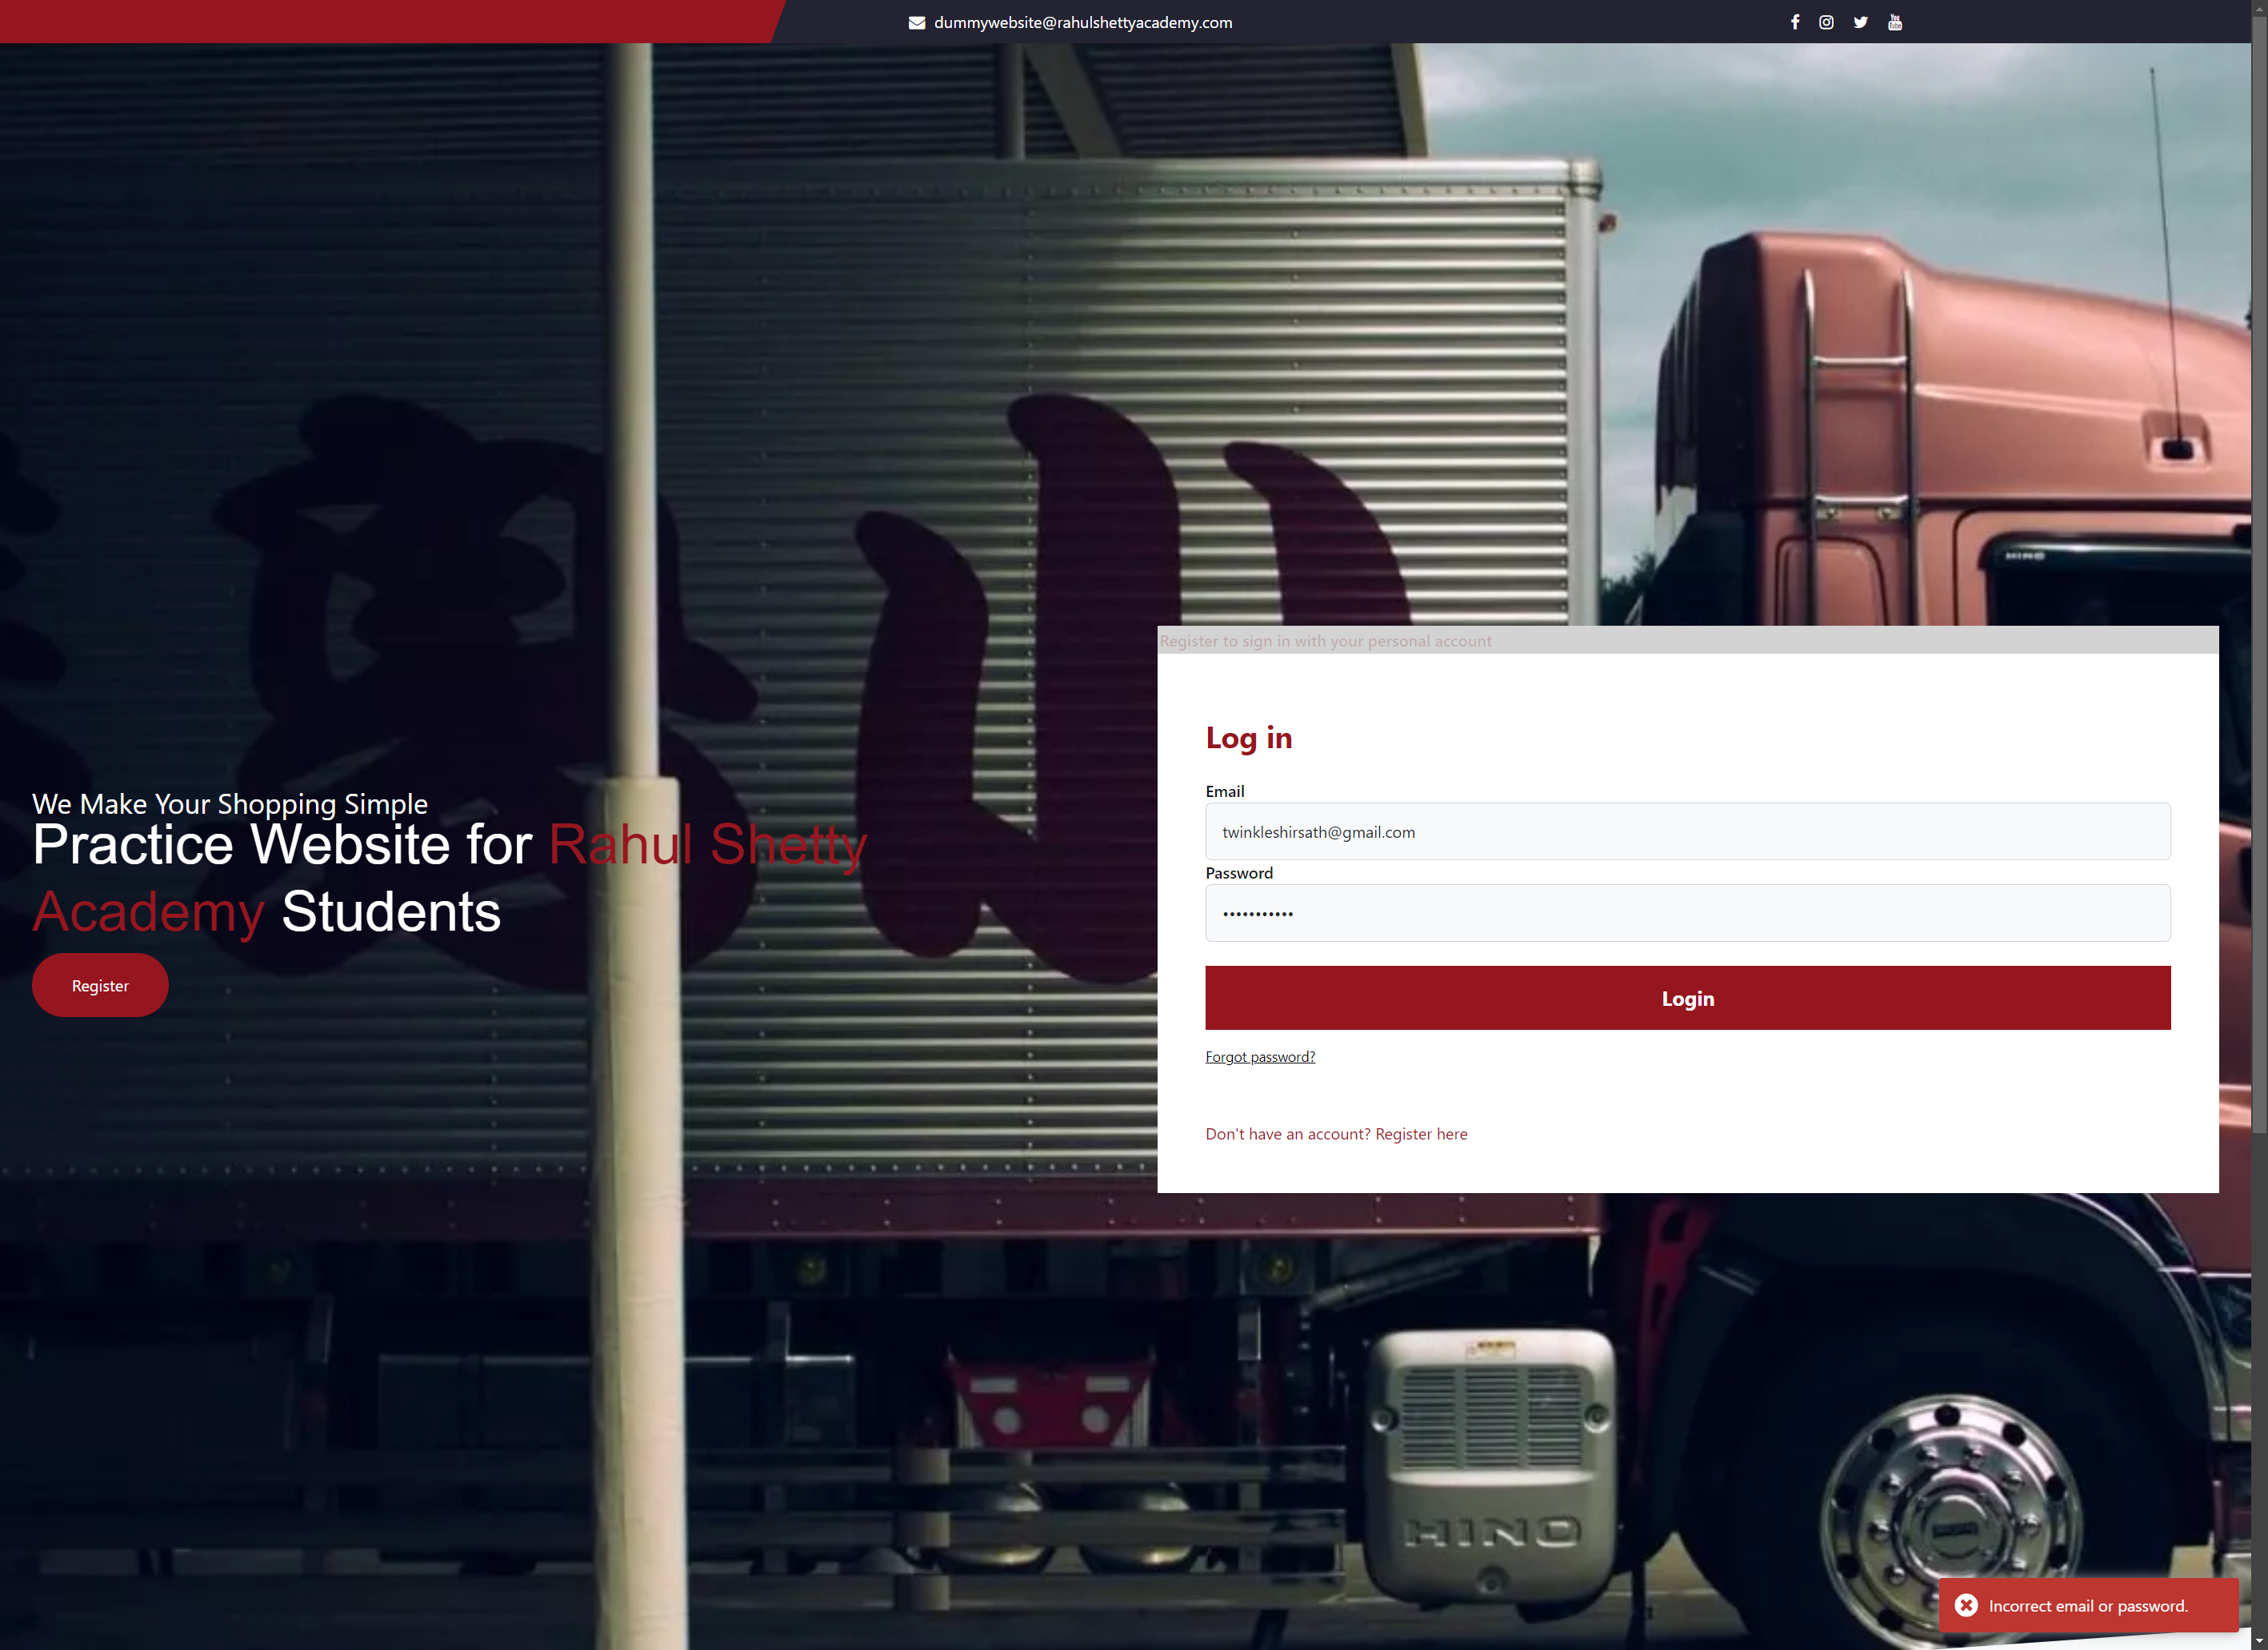 dummywebsite@rahulshettyacademy.com
HINO
Register to sign in with your personal account
Log in
Email
twinkleshirsath@gmail.com
Password
•••••••••••
Login
Forgot password?
Don't have an account? Register here
We Make Your Shopping Simple
Practice Website for Rahul Shetty
Academy Students
Register
HINO
Incorrect email or password.